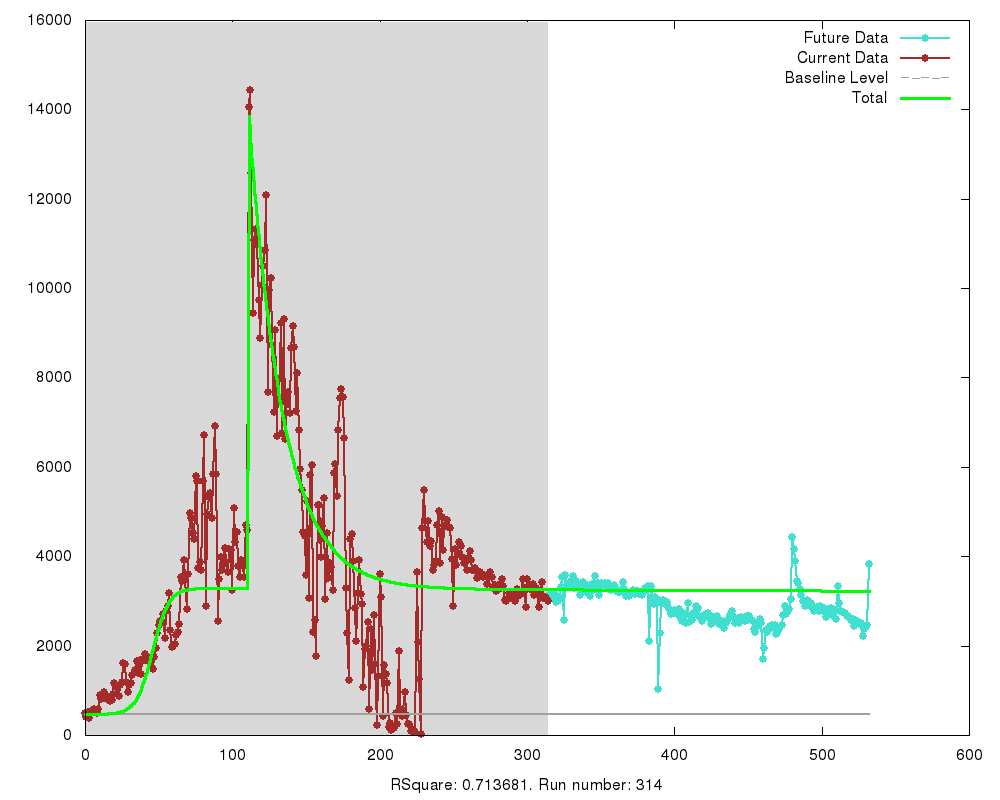 16000
14000
12000
10000
8000
6000
4000
2000
0
Future Data
Current Data
Baseline Level
Total
0 100 200 300 400 500 600
RSquare: 0.713681. Run number: 314